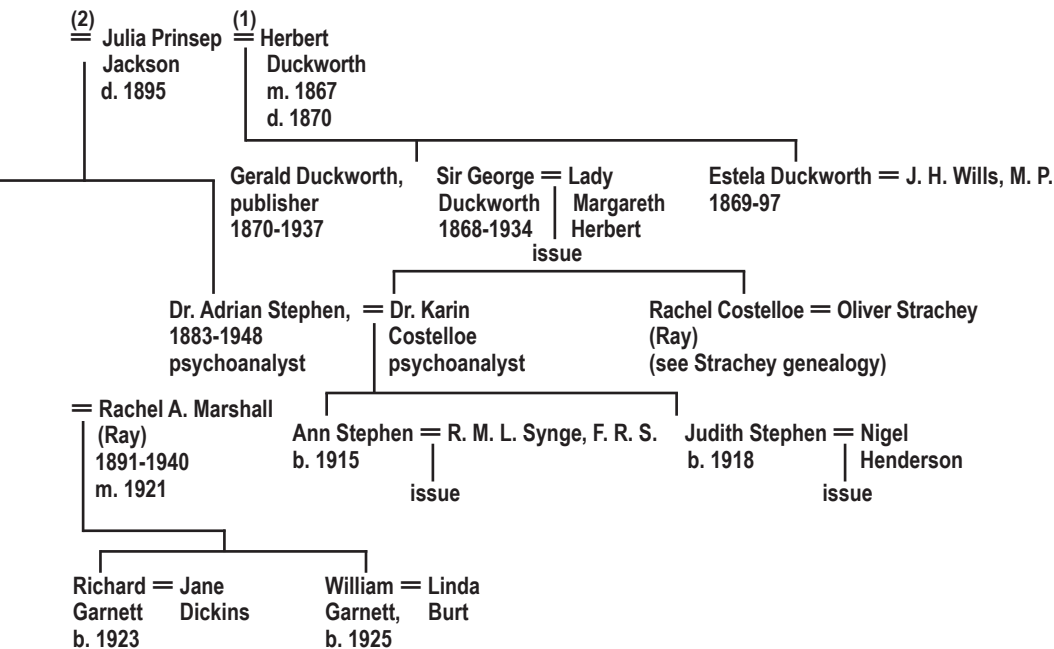 (2) (1)
= Julia Prinsep = Herbert
Jackson Duckworth
d. 1895 m. 1867
d. 1870
Gerald Duckworth, Sir George = Lady Estela Duckworth = J. H. Wills, M. P.
publisher Duckworth Margareth 1869-97
1870-1937 1868-1934 Herbert
issue
Dr. Adrian Stephen, = Dr. Karin Rachel Costelloe = Oliver Strachey
1883-1948 Costelloe (Ray)
psychoanalyst psychoanalyst (see Strachey genealogy)
= Rachel A. Marshall
(Ray) Ann Stephen = R. M. L. Synge, F. R. S. Judith Stephen = Nigel
1891-1940 b. 1915 b. 1918 Henderson
m. 1921 issue issue
Richard = Jane William = Linda
Garnett Dickins Garnett, Burt
b. 1923 b. 1925